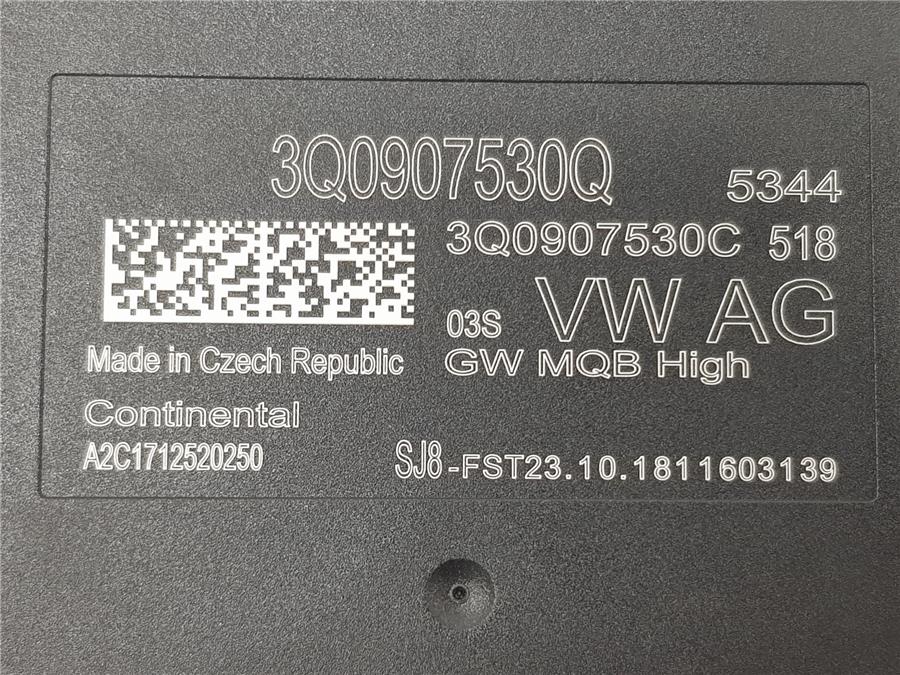 3Q0907530Q
5344
3Q0907530C 518
03S VW AG
Made in Czech Republic
GW MQB High
Continental
A2C1712520250
SJ8-FST23.10.1811603139